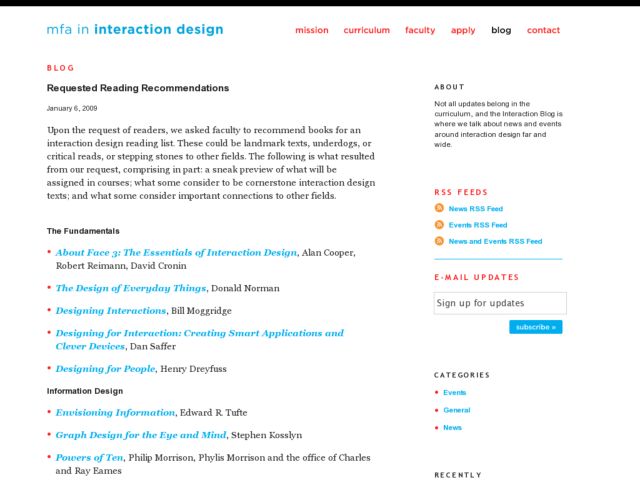 mfa in interaction design
mission curriculum faculty apply blog contact
BLOG
Requested Reading Recommendations
January 6, 2009
Upon the request of readers, we asked faculty to recommend books for an
interaction design reading list. These could be landmark texts, underdogs, or
critical reads, or stepping stones to other fields. The following is what resulted
from our request, comprising in part: a sneak preview of what will be
assigned in courses; what some consider to be cornerstone interaction design
texts; and what some consider important connections to other fields.
The Fundamentals
About Face 3: The Essentials of Interaction Design, Alan Cooper,
Robert Reimann, David Cronin
The Design of Everyday Things, Donald Norman
Designing Interactions, Bill Moggridge
Designing for Interaction: Creating Smart Applications and
Clever Devices, Dan Saffer
Designing for People, Henry Dreyfuss
Information Design
Envisioning Information, Edward R. Tufte
Graph Design for the Eye and Mind, Stephen Kosslyn
Powers of Ten, Philip Morrison, Phylis Morrison and the office of Charles
and Ray Eames
ABOUT
Not all updates belong in the
curriculum, and the Interaction Blog is
where we talk about news and events
around interaction design far and
wide.
RSS FEEDS
News RSS Feed
Events RSS Feed
News and Events RSS Feed
E-MAIL UPDATES
Sign up for updates
subscribe »
CATEGORIES
Events
General
News
RECENTLY